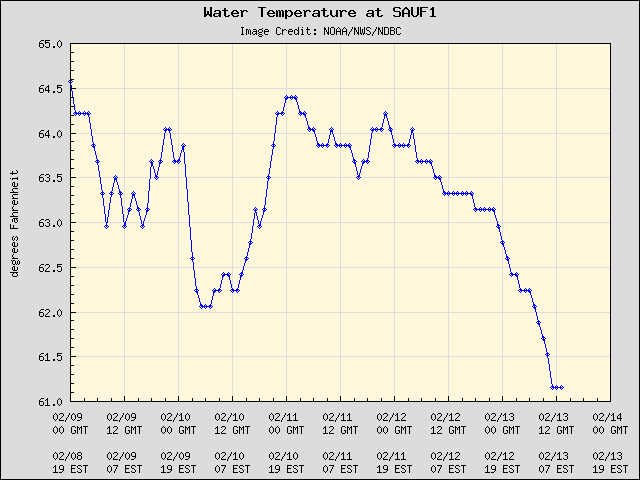 Water Temperature at SAUF1
Image Credit: NOAA/NWS/NDBC
65.0
64.5
64.0
63.5
63.0
62.5
62.0
61.5
61.0
degrees Fahrenheit
02/09 02/09 02/10 02/10 02/11 02/11 02/12 02/12 02/13 02/13 02/14
00 GMT 12 GMT 00 GMT 12 GMT 00 GMT 12 GMT 00 GMT 12 GMT 00 GMT 12 GMT 00 GMT
02/08 02/09 02/09 02/10 02/10 02/11 02/11 02/12 02/12 02/13 02/13
19 EST 07 EST 19 EST 07 EST 19 EST 07 EST 19 EST 07 EST 19 EST 07 EST 19 EST